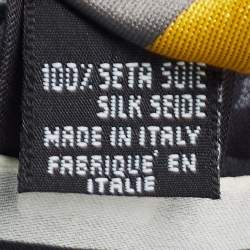 100% SETA SOIE
SILK SEIDE
MADE IN ITALY
FABRIQUE' EN
ITALIE